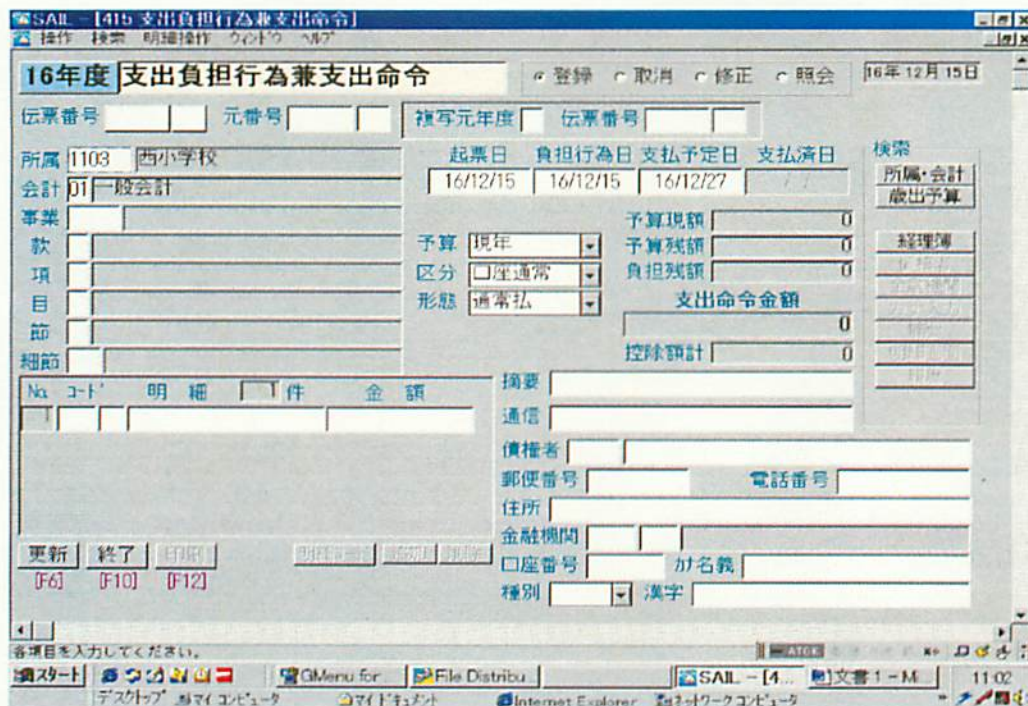 SAIL - [415 支出負担行為兼支出命令]
操作 検索 明細操作 ウィンドウ ヘルプ
16年度 支出負担行為兼支出命令 登録 取消 修正 照会 16年12月15日
伝票番号 元番号 複写元年度 伝票番号
所属 1103 西小学校 起票日 負担行為日 支払予定日 支払済日 検索
会計 01 一般会計 16/12/15 16/12/15 16/12/27 / / 所属・会計
歳出予算
事業 予算現額 0
款 予算 現年 予算残額 0 経理簿
項 区分 口座通常 負担残額 0
目 形態 通常払 支出命令金額
節 0
細節 控除額計 0
No. コード 明細 1 件 金額 摘要
1 通信
債権者
郵便番号 電話番号
住所
金融機関
更新 終了 印刷 追加 削除 口座番号 カナ名義
[F6] [F10] [F12] 種別 漢字
各項目を入力してください。
スタート GMenu for... File Distribu... SAIL - [4... 文書1 - M... 11:02
デスクトップ マイ コンピュータ マイ ドキュメント Internet Explorer マイ ネットワーク コンピュータ